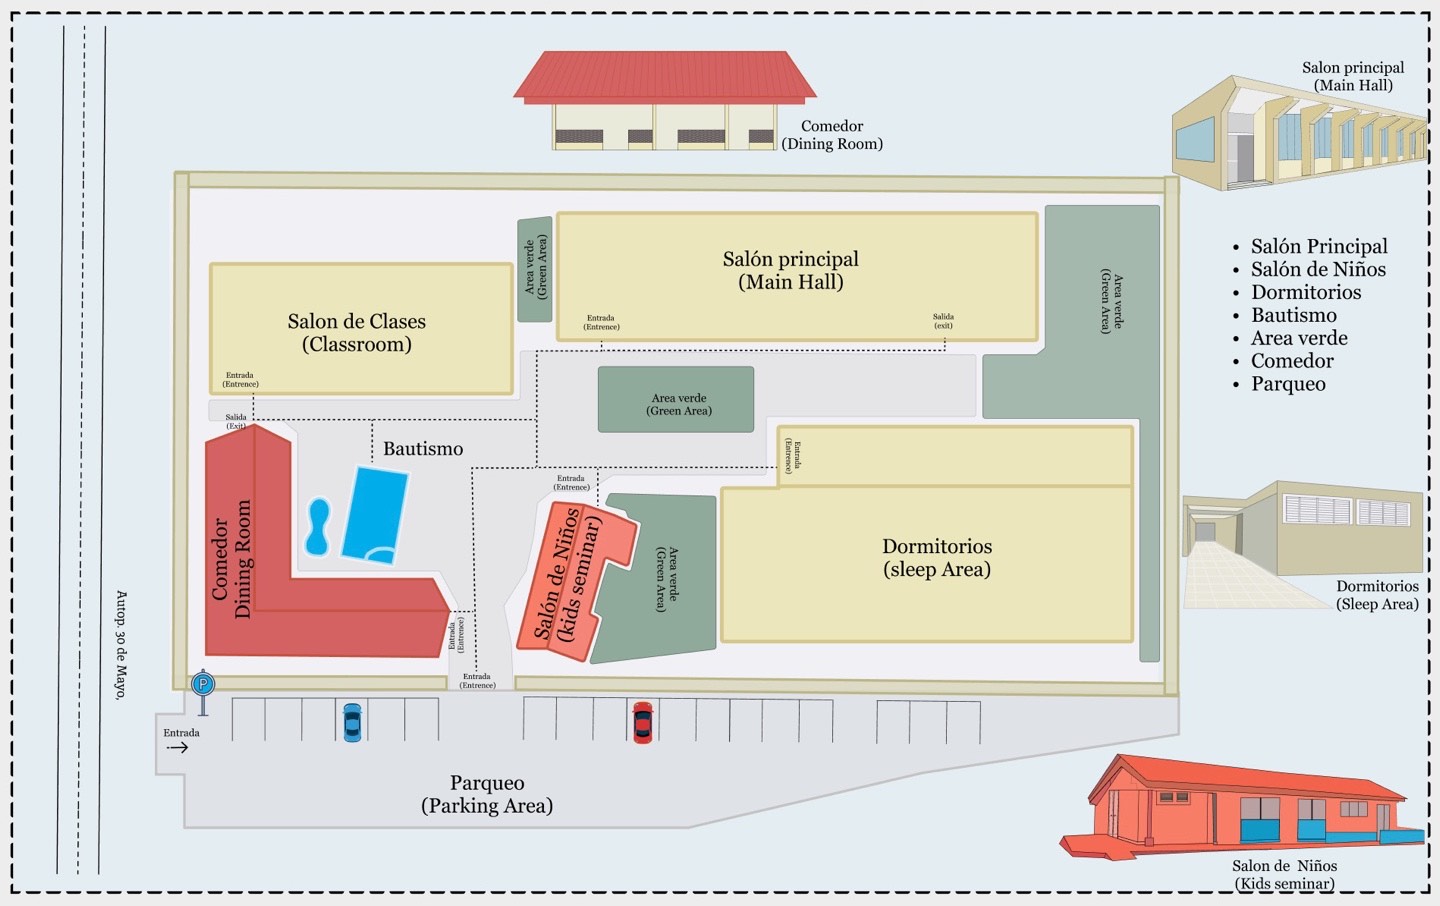 Comedor
(Dining Room)
Salon principal
(Main Hall)
Area verde
(Green Area)
Salón principal
(Main Hall)
Entrada
(Entrence)
Salida
(exit)
Area verde
(Green Area)
• Salón Principal
• Salón de Niños
• Dormitorios
• Bautismo
• Area verde
• Comedor
• Parqueo
Salon de Clases
(Classroom)
Entrada
(Entrence)
Salida
(Exit)
Area verde
(Green Area)
Bautismo
Entrada
(Entrence)
Entrada
(Entrence)
Comedor
Dining Room
Salón de Niños
(kids seminar)
Area verde
(Green Area)
Dormitorios
(sleep Area)
Dormitorios
(Sleep Area)
Entrada
(Entrence)
Entrada
(Entrence)
Autop. 30 de Mayo,
P
Entrada
Parqueo
(Parking Area)
Salon de Niños
(Kids seminar)